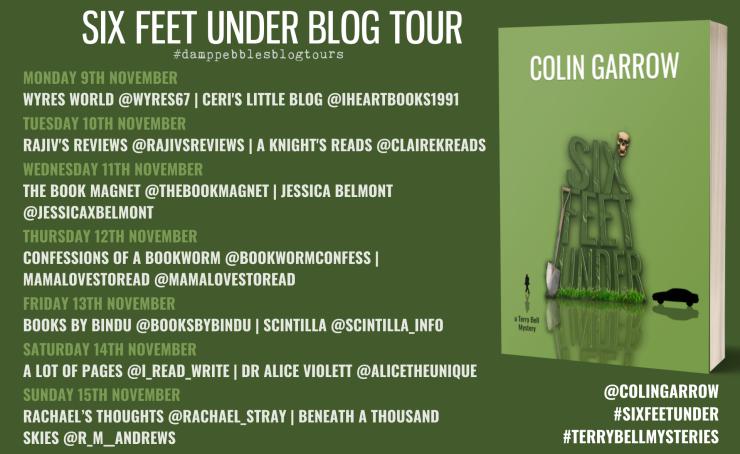 SIX FEET UNDER BLOG TOUR
#damppebblesblogtours
MONDAY 9TH NOVEMBER
WYRES WORLD @WYRES67 | CERI'S LITTLE BLOG @IHEARTBOOKS1991
TUESDAY 10TH NOVEMBER
RAJIV'S REVIEWS @RAJIVSREVIEWS | A KNIGHT'S READS @CLAIREKREADS
WEDNESDAY 11TH NOVEMBER
THE BOOK MAGNET @THEBOOKMAGNET | JESSICA BELMONT
@JESSICAXBELMONT
THURSDAY 12TH NOVEMBER
CONFESSIONS OF A BOOKWORM @BOOKWORMCONFESS |
MAMALOVESTOREAD @MAMALOVESTOREAD
FRIDAY 13TH NOVEMBER
BOOKS BY BINDU @BOOKSBYBINDU | SCINTILLA @SCINTILLA_INFO
SATURDAY 14TH NOVEMBER
A LOT OF PAGES @I_READ_WRITE | DR ALICE VIOLETT @ALICETHEUNIQUE
SUNDAY 15TH NOVEMBER
RACHAEL'S THOUGHTS @RACHAEL_STRAY | BENEATH A THOUSAND
SKIES @R_M__ANDREWS
COLIN GARROW
SIX
FEET
UNDER
a Terry Bell
Mystery
@COLINGARROW
#SIXFEETUNDER
#TERRYBELLMYSTERIES